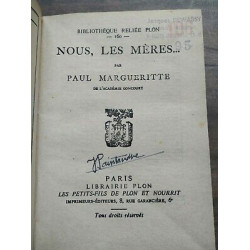 BIBLIOTHÈQUE RELIÉE PLON
NOUS, LES MÈRES...
PAR
PAUL MARGUERITTE
DE L'ACADÉMIE GONCOURT
PARIS
LIBRAIRIE PLON
LES PETITS-FILS DE PLON ET NOURRIT
IMPRIMEURS-ÉDITEURS, 8, RUE GARANCIÈRE, 6e
Tous droits réservés